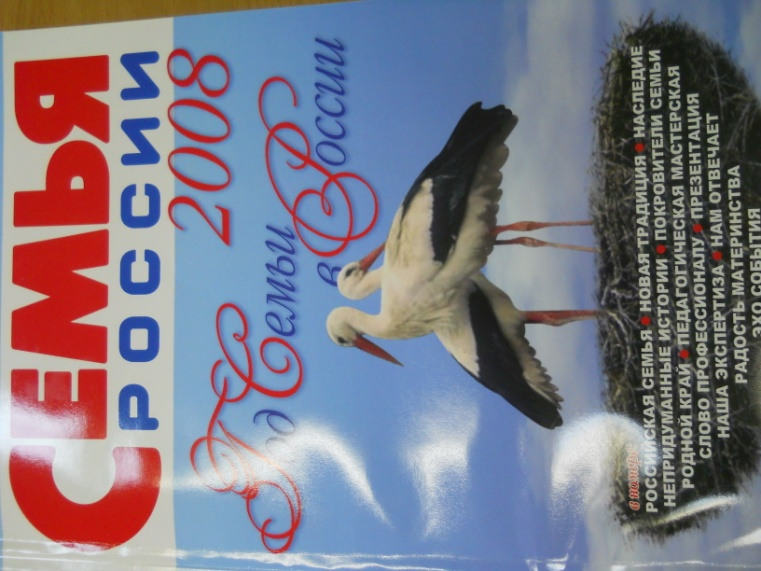 СЕМЬЯ
РОССИИ
2008
Год Семьи
в России
в номере:
РОССИЙСКАЯ СЕМЬЯ • НОВАЯ ТРАДИЦИЯ • НАСЛЕДИЕ
НЕПРИДУМАННЫЕ ИСТОРИИ • ПОКРОВИТЕЛИ СЕМЬИ
РОДНОЙ КРАЙ • ПЕДАГОГИЧЕСКАЯ МАСТЕРСКАЯ
СЛОВО ПРОФЕССИОНАЛУ • ПРЕЗЕНТАЦИЯ
НАША ЭКСПЕРТИЗА • НАМ ОТВЕЧАЕТ
РАДОСТЬ МАТЕРИНСТВА
ЭХО СОБЫТИЯ